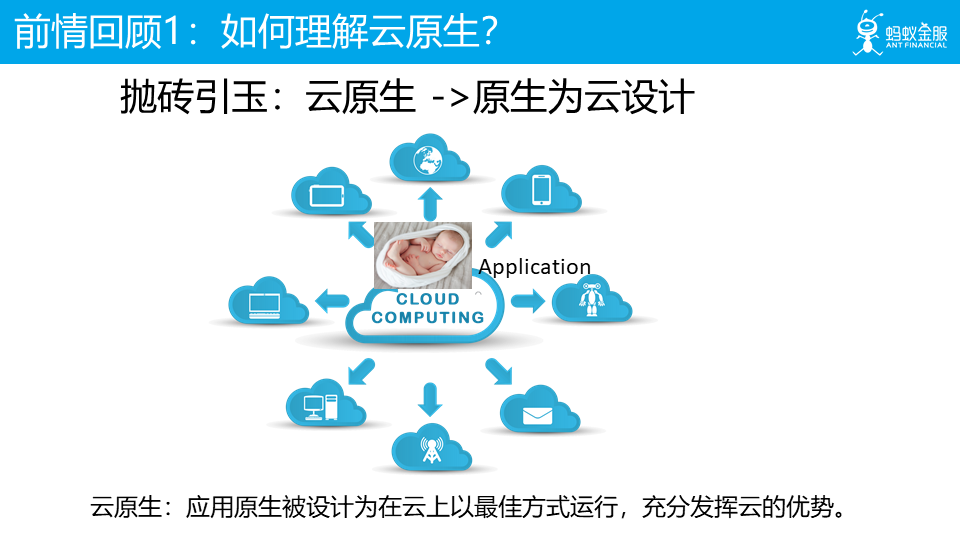 前情回顾1：如何理解云原生？
蚂蚁金服
ANT FINANCIAL
抛砖引玉：云原生 ->原生为云设计
Application
CLOUD
COMPUTING
云原生：应用原生被设计为在云上以最佳方式运行，充分发挥云的优势。